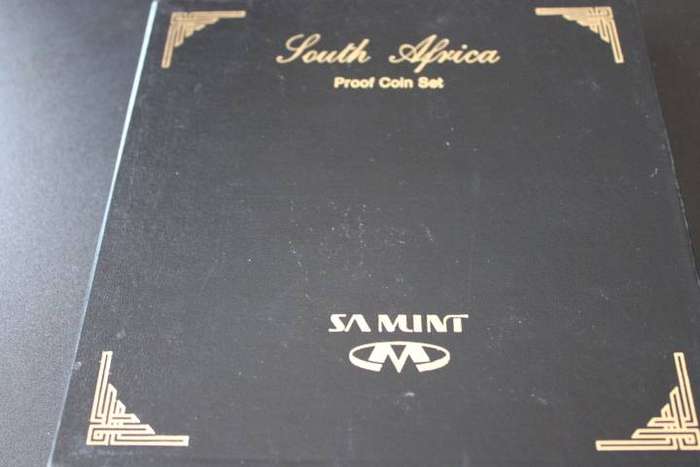 South Africa
Proof Coin Set
SA MINT